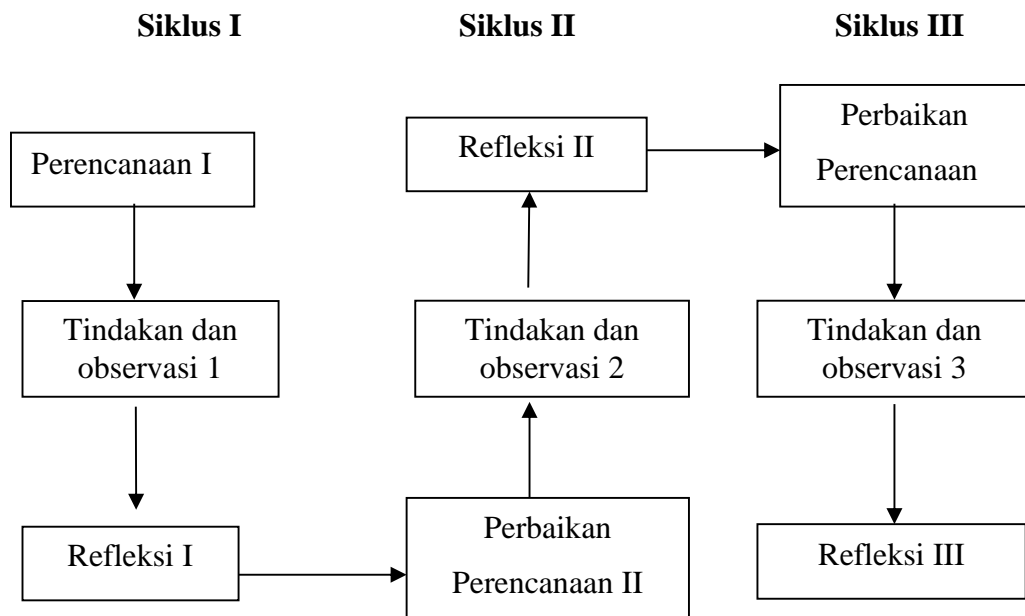 Siklus I
Siklus II
Siklus III
Perencanaan I
Refleksi II
Perbaikan
Perencanaan
Tindakan dan
observasi 1
Tindakan dan
observasi 2
Tindakan dan
observasi 3
Refleksi I
Perbaikan
Perencanaan II
Refleksi III